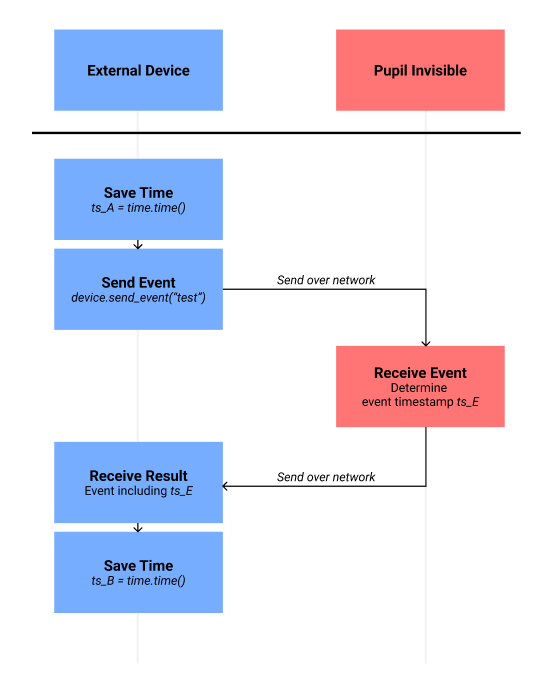 External Device
Pupil Invisible
Save Time
ts_A = time.time()
Send Event
device.send_event(“test”)
Send over network
Receive Event
Determine
event timestamp ts_E
Send over network
Receive Result
Event including ts_E
Save Time
ts_B = time.time()